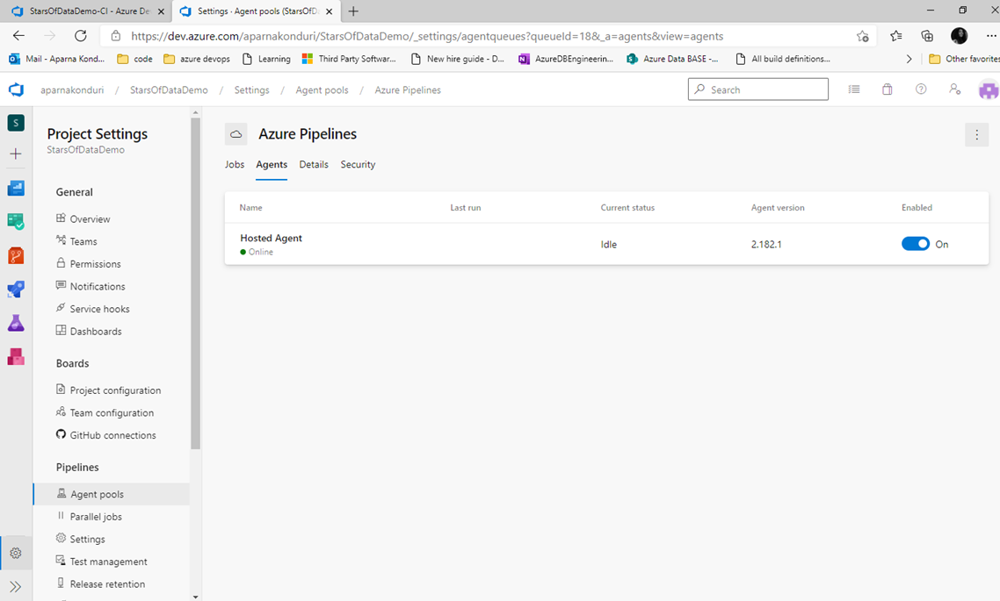 StarsOfDataDemo-CI - Azure De
Settings · Agent pools (StarsOfD
https://dev.azure.com/aparnakonduri/StarsOfDataDemo/_settings/agentqueues?queueId=18&_a=agents&view=agents
Mail - Aparna Kond... code azure devops Learning Third Party Softwar... New hire guide - D... AzureDBEngineerin... Azure Data BASE -... All build definitions... Other favorites
aparnakonduri / StarsOfDataDemo / Settings / Agent pools / Azure Pipelines
Search
S
Project Settings
StarsOfDataDemo
General
Overview
Teams
Permissions
Notifications
Service hooks
Dashboards
Boards
Project configuration
Team configuration
GitHub connections
Pipelines
Agent pools
Parallel jobs
Settings
Test management
Release retention
Azure Pipelines
Jobs Agents Details Security
Name Last run Current status Agent version Enabled
Hosted Agent
Online
Idle 2.182.1 On